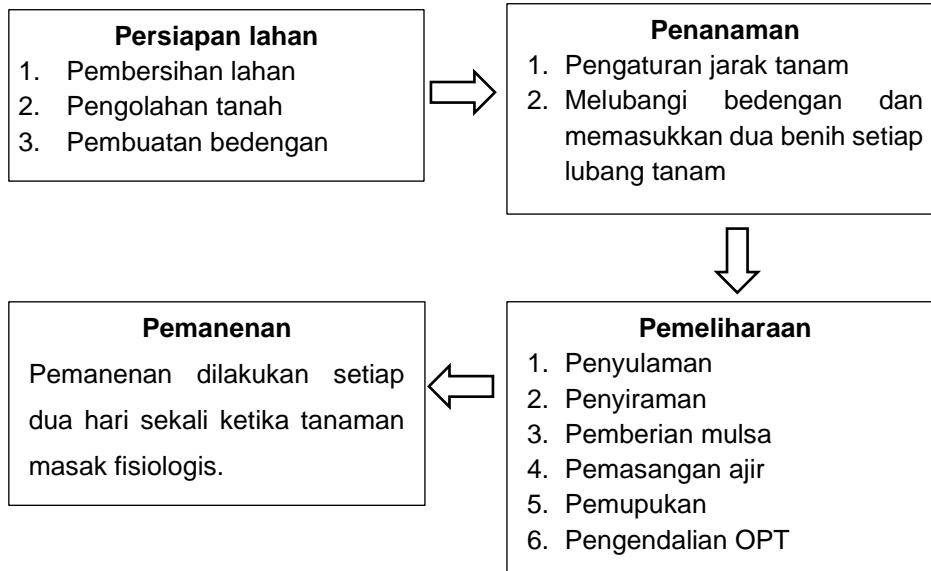 Persiapan lahan
1. Pembersihan lahan
2. Pengolahan tanah
3. Pembuatan bedengan
Penanaman
1. Pengaturan jarak tanam
2. Melubangi bedengan dan
memasukkan dua benih setiap
lubang tanam
Pemeliharaan
1. Penyulaman
2. Penyiraman
3. Pemberian mulsa
4. Pemasangan ajir
5. Pemupukan
6. Pengendalian OPT
Pemanenan
Pemanenan dilakukan setiap
dua hari sekali ketika tanaman
masak fisiologis.